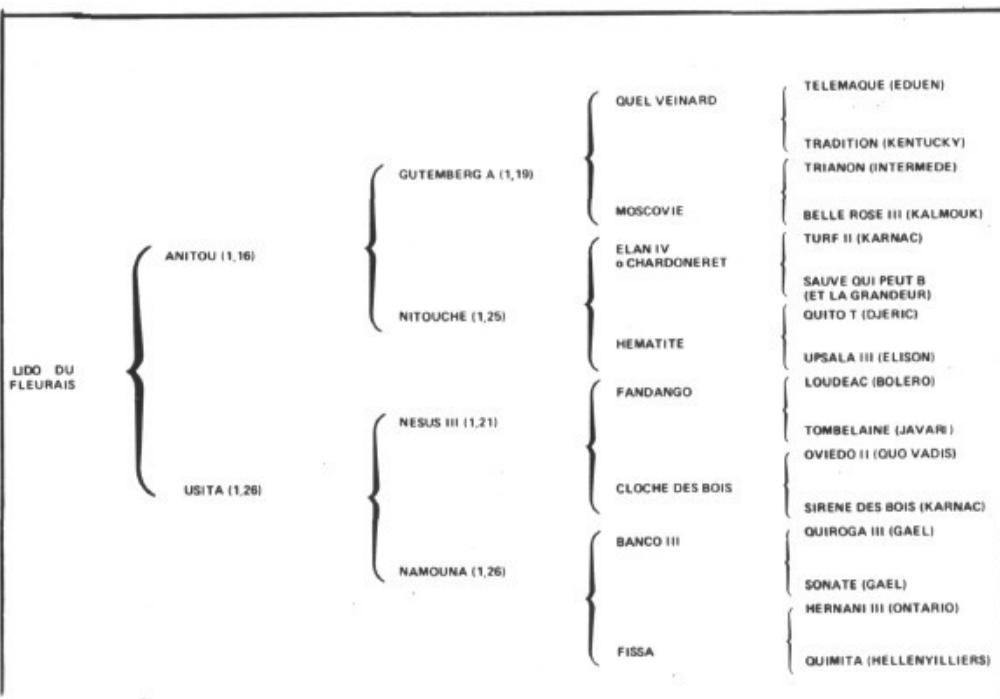 LIDO DU
FLEURAIS
ANITOU (1,16)
USITA (1,26)
GUTEMBERG A (1,19)
NITOUCHE (1,25)
NESUS III (1,21)
NAMOUNA (1,26)
QUEL VEINARD
MOSCOVIE
ELAN IV
o CHARDONERET
HEMATITE
FANDANGO
CLOCHE DES BOIS
BANCO III
FISSA
TELEMAQUE (EDUEN)
TRADITION (KENTUCKY)
TRIANON (INTERMEDE)
BELLE ROSE III (KALMOUK)
TURF II (KARNAC)
SAUVE QUI PEUT B
(ET LA GRANDEUR)
QUITO T (DJERIC)
UPSALA III (ELISON)
LOUDEAC (BOLERO)
TOMBELAINE (JAVARI)
OVIEDO II (QUO VADIS)
SIRENE DES BOIS (KARNAC)
QUIROGA III (GAEL)
SONATE (GAEL)
HERNANI III (ONTARIO)
QUIMITA (HELLENYILLIERS)